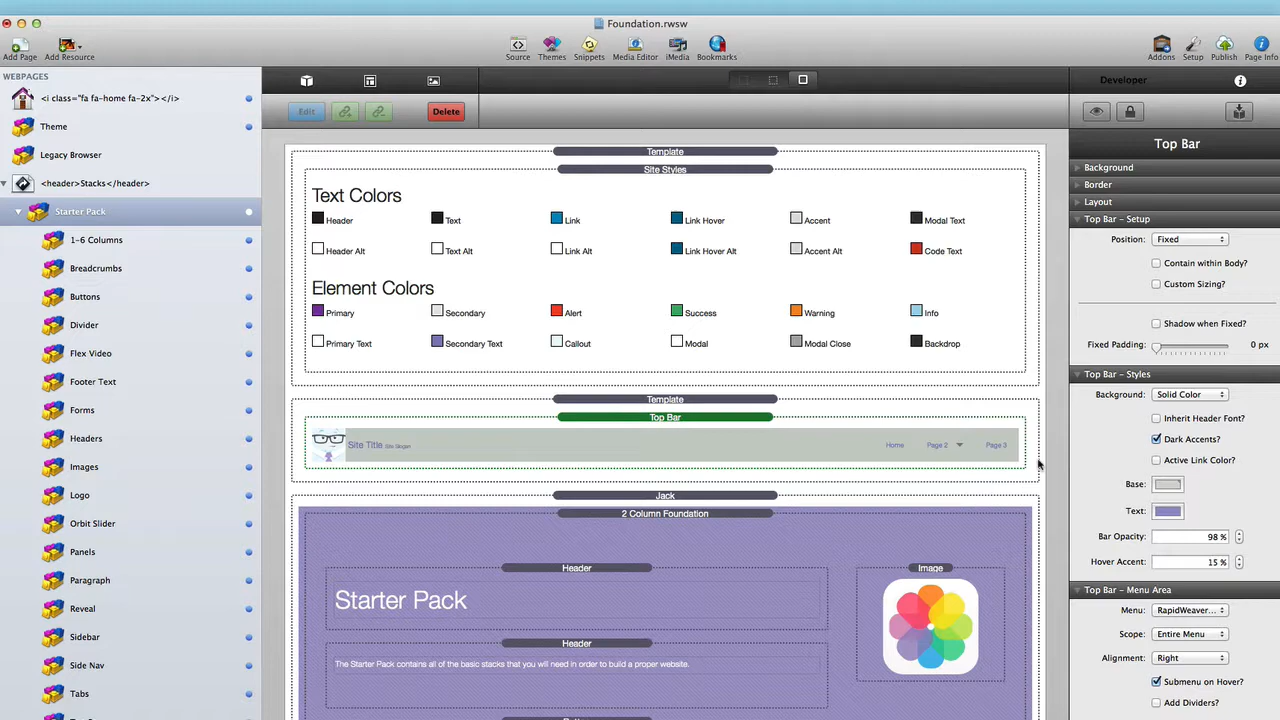 Foundation.rwsw
Add Page
Add Resource
Source
Themes
Snippets
Media Editor
iMedia
Bookmarks
Addons
Setup
Publish
Page Info
WEBPAGES
<i class="fa fa-home fa-2x"></i>
Theme
Legacy Browser
<header>Stacks</header>
Starter Pack
1-6 Columns
Breadcrumbs
Buttons
Divider
Flex Video
Footer Text
Forms
Headers
Images
Logo
Orbit Slider
Panels
Paragraph
Reveal
Sidebar
Side Nav
Tabs
Edit
Delete
Template
Site Styles
Text Colors
Header
Text
Link
Link Hover
Accent
Modal Text
Header Alt
Text Alt
Link Alt
Link Hover Alt
Accent Alt
Code Text
Element Colors
Primary
Secondary
Alert
Success
Warning
Info
Primary Text
Secondary Text
Callout
Modal
Modal Close
Backdrop
Template
Top Bar
Site Title Site Slogan
Home
Page 2
Page 3
Jack
2 Column Foundation
Header
Starter Pack
Image
Header
The Starter Pack contains all of the basic stacks that you will need in order to build a proper website.
Developer
Top Bar
Background
Border
Layout
Top Bar - Setup
Position: Fixed
Contain within Body?
Custom Sizing?
Shadow when Fixed?
Fixed Padding: 0 px
Top Bar - Styles
Background: Solid Color
Inherit Header Font?
Dark Accents?
Active Link Color?
Base:
Text:
Bar Opacity: 98 %
Hover Accent: 15 %
Top Bar - Menu Area
Menu: RapidWeaver...
Scope: Entire Menu
Alignment: Right
Submenu on Hover?
Add Dividers?